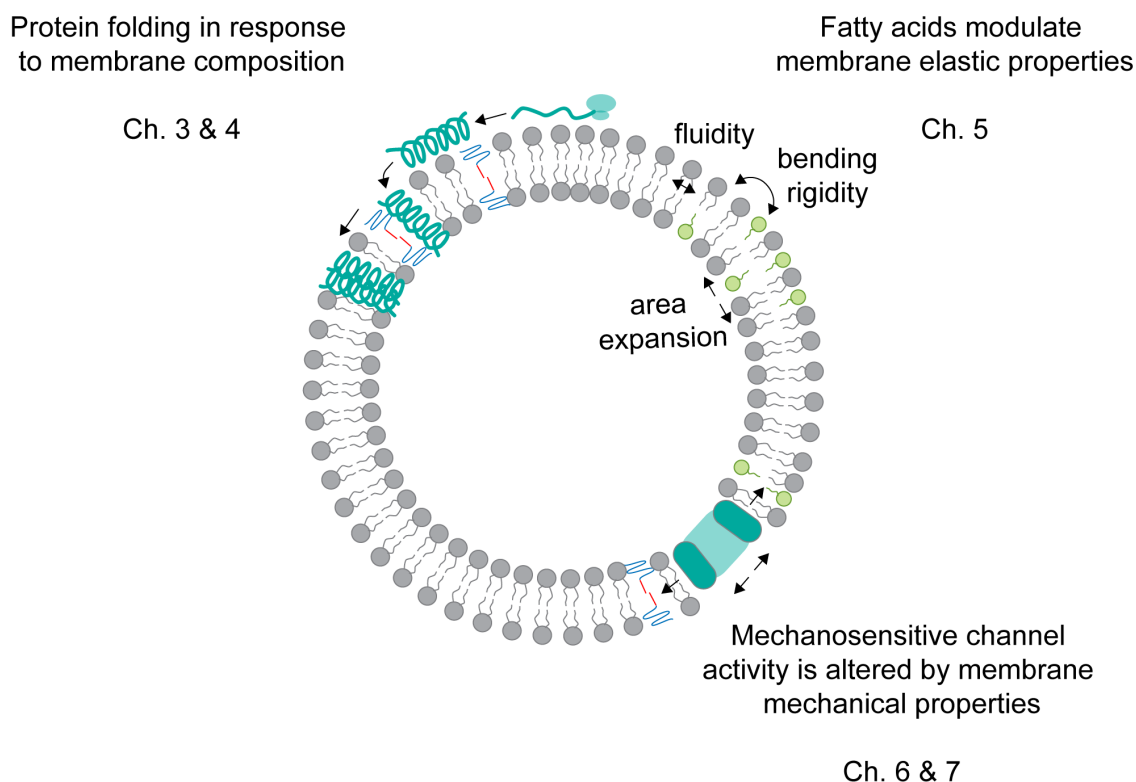 Protein folding in response
to membrane composition
Ch. 3 & 4
Fatty acids modulate
membrane elastic properties
Ch. 5
fluidity
bending
rigidity
area
expansion
Mechanosensitive channel
activity is altered by membrane
mechanical properties
Ch. 6 & 7